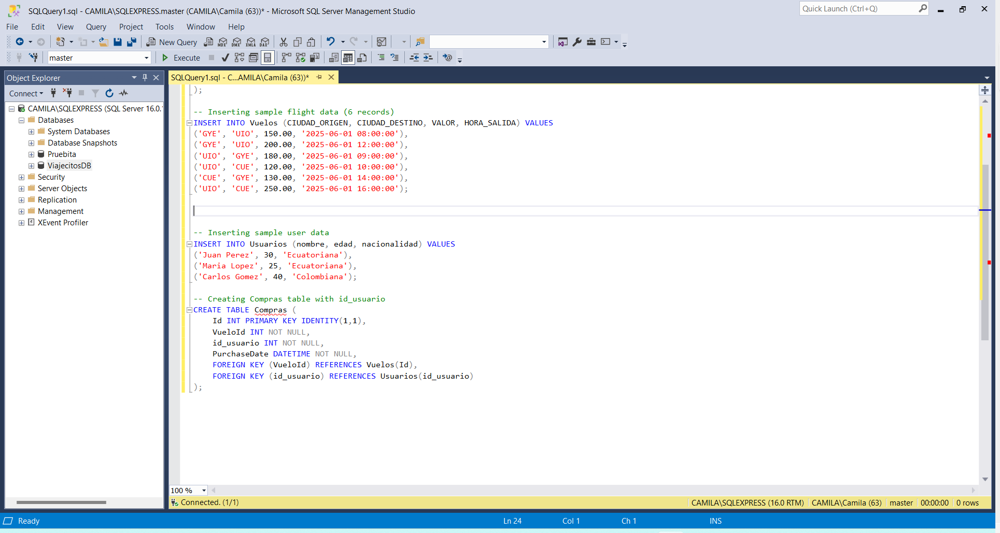 SQLQuery1.sql - CAMILA\SQLEXPRESS.master (CAMILA\Camila (63))* - Microsoft SQL Server Management Studio
Quick Launch (Ctrl+Q)
File Edit View Query Project Tools Window Help
New Query
MDX DMX XMLA DAX
master
Execute
Object Explorer
Connect
CAMILA\SQLEXPRESS (SQL Server 16.0.1
Databases
System Databases
Database Snapshots
Pruebita
ViajecitosDB
Security
Server Objects
Replication
Management
XEvent Profiler
SQLQuery1.sql - C...AMILA\Camila (63))*
);
-- Inserting sample flight data (6 records)
INSERT INTO Vuelos (CIUDAD_ORIGEN, CIUDAD_DESTINO, VALOR, HORA_SALIDA) VALUES
('GYE', 'UIO', 150.00, '2025-06-01 08:00:00'),
('GYE', 'UIO', 200.00, '2025-06-01 12:00:00'),
('UIO', 'GYE', 180.00, '2025-06-01 09:00:00'),
('UIO', 'CUE', 120.00, '2025-06-01 10:00:00'),
('CUE', 'GYE', 130.00, '2025-06-01 14:00:00'),
('UIO', 'CUE', 250.00, '2025-06-01 16:00:00');
-- Inserting sample user data
INSERT INTO Usuarios (nombre, edad, nacionalidad) VALUES
('Juan Perez', 30, 'Ecuatoriana'),
('Maria Lopez', 25, 'Ecuatoriana'),
('Carlos Gomez', 40, 'Colombiana');
-- Creating Compras table with id_usuario
CREATE TABLE Compras (
Id INT PRIMARY KEY IDENTITY(1,1),
VueloId INT NOT NULL,
id_usuario INT NOT NULL,
PurchaseDate DATETIME NOT NULL,
FOREIGN KEY (VueloId) REFERENCES Vuelos(Id),
FOREIGN KEY (id_usuario) REFERENCES Usuarios(id_usuario)
);
100 %
Connected. (1/1)
CAMILA\SQLEXPRESS (16.0 RTM) CAMILA\Camila (63) master 00:00:00 0 rows
Ready
Ln 24 Col 1 Ch 1 INS